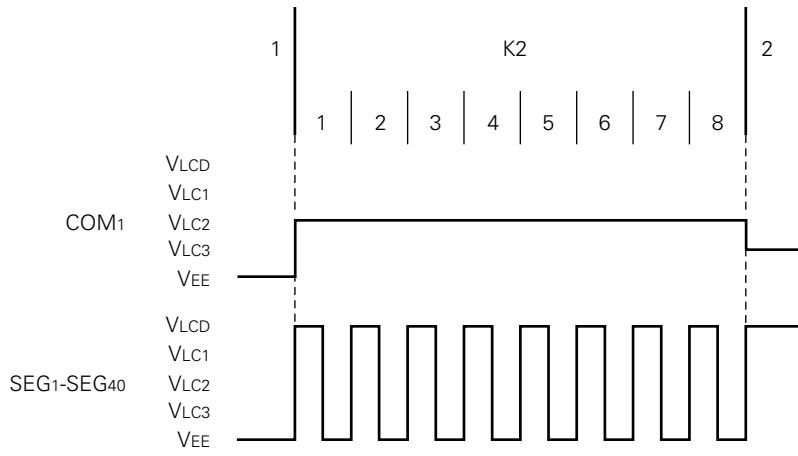 1 K2 2
1 2 3 4 5 6 7 8
VLCD
VLC1
COM1 VLC2
VLC3
VEE
VLCD
VLC1
SEG1-SEG40 VLC2
VLC3
VEE